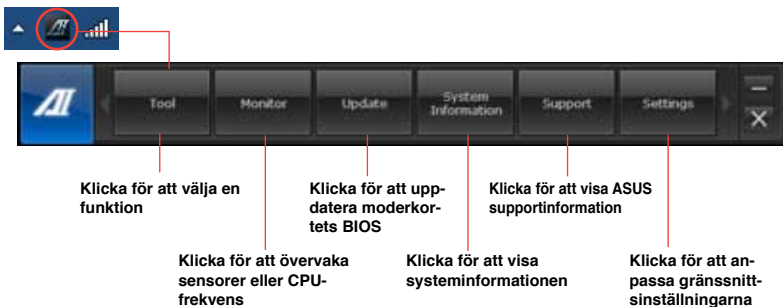 AI
Tool
Monitor
Update
System
Information
Support
Settings
Klicka för att välja en
funktion
Klicka för att upp-
datera moderkor-
tets BIOS
Klicka för att visa ASUS
supportinformation
Klicka för att övervaka
sensorer eller CPU-
frekvens
Klicka för att visa
systeminformationen
Klicka för att an-
passa gränssnitt-
sinställningarna